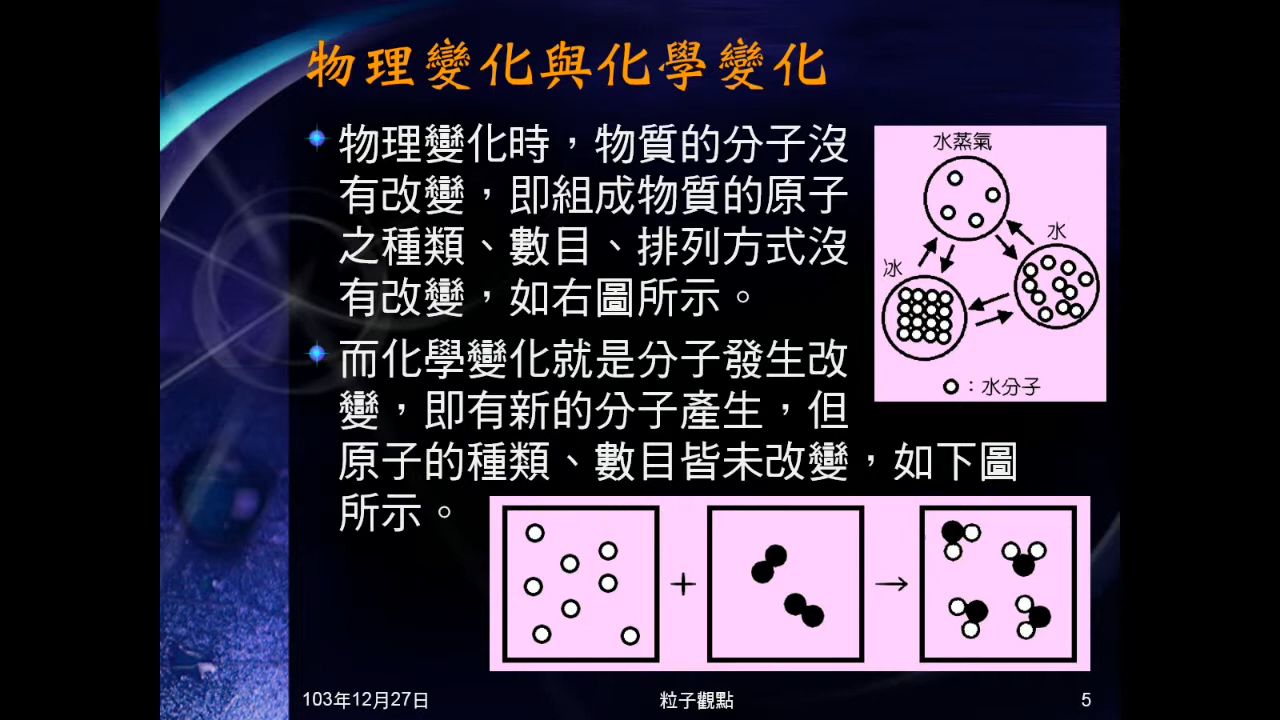 物理變化與化學變化
物理變化時，物質的分子沒
有改變，即組成物質的原子
之種類、數目、排列方式沒
有改變，如右圖所示。
而化學變化就是分子發生改
變，即有新的分子產生，但
原子的種類、數目皆未改變，如下圖
所示。
水蒸氣
水
冰
：水分子
+
→
103年12月27日
粒子觀點
5